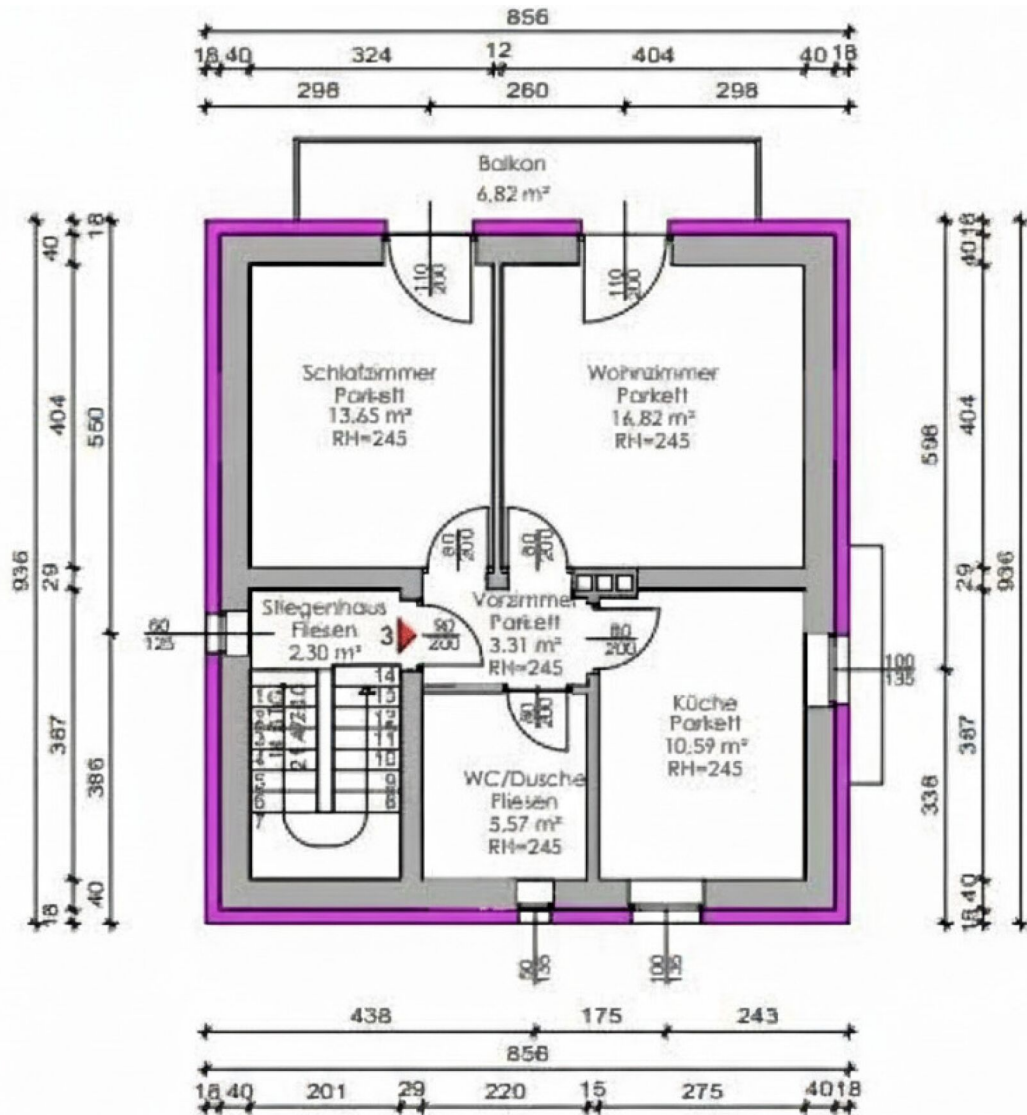 856
18 40 324 12 404 40 18
298 260 298
Balkon
6,82 m²
110
200
110
200
Schlafzimmer
Parkett
13,65 m²
RH=245
Wohnzimmer
Parkett
16,82 m²
RH=245
80
200
80
200
936
18
40
404
29
387
40
18
550
386
598
338
18
40
404
29
387
40
18
936
Stiegenhaus
Fliesen
2,30 m²
3
90
200
Vorzimmer
Parkett
3,31 m²
RH=245
80
200
60
125
100
135
14
13
12
11
10
9
8
7
Küche
Parkett
10,59 m²
RH=245
80
200
WC/Dusche
Fliesen
5,57 m²
RH=245
135
100
135
438 175 243
856
18 40 201 29 220 15 275 40 18